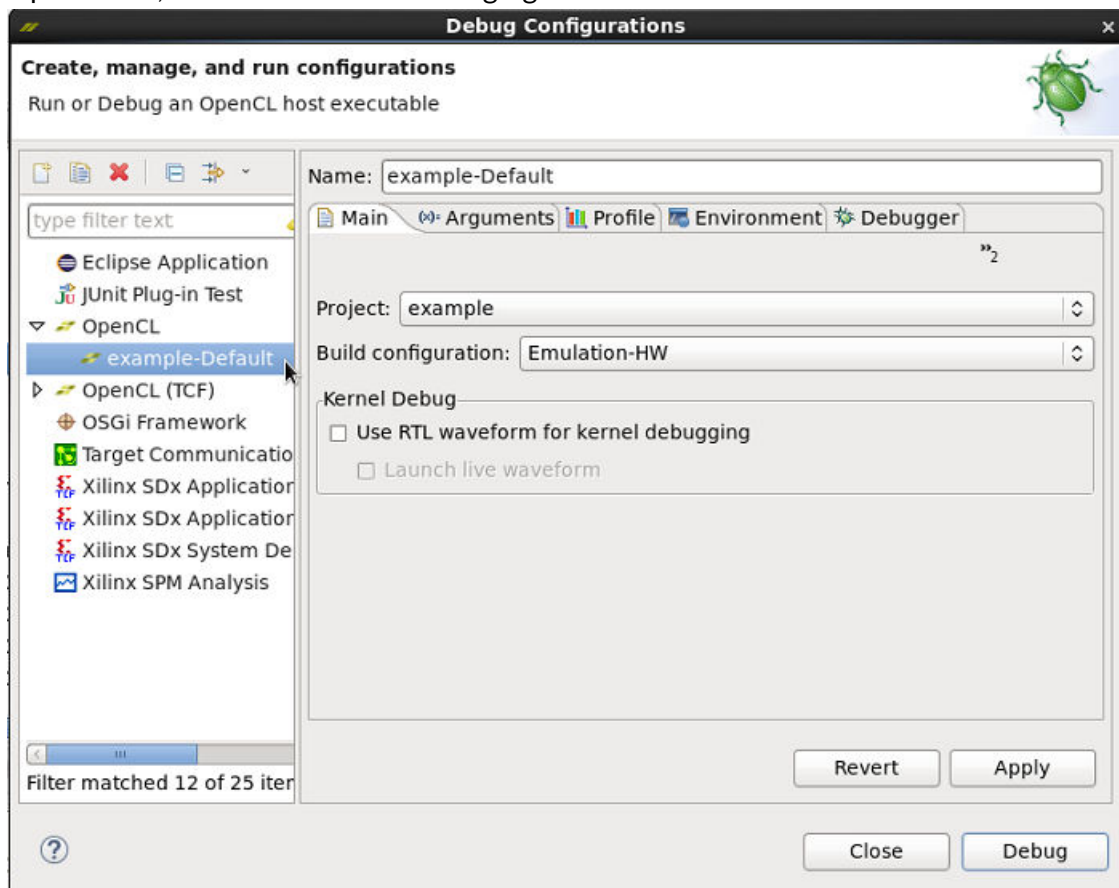 Debug Configurations
Create, manage, and run configurations
Run or Debug an OpenCL host executable
type filter text
Eclipse Application
JUnit Plug-in Test
OpenCL
example-Default
OpenCL (TCF)
OSGi Framework
Target Communicatio
Xilinx SDx Application
Xilinx SDx Application
Xilinx SDx System De
Xilinx SPM Analysis
Filter matched 12 of 25 iter
Name: example-Default
Main (x)= Arguments Profile Environment Debugger
»2
Project: example
Build configuration: Emulation-HW
Kernel Debug
Use RTL waveform for kernel debugging
Launch live waveform
Revert Apply
Close Debug